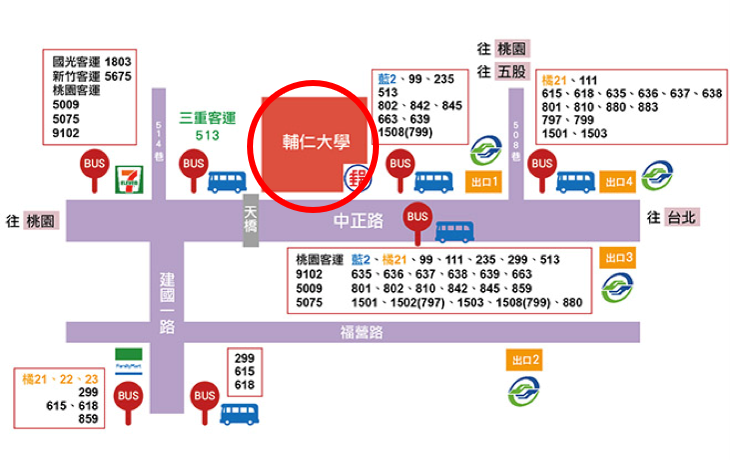 往 桃園
往 五股
國光客運 1803
新竹客運 5675
桃園客運
5009
5075
9102
BUS
7
ELEVEN
514巷
三重客運
513
BUS
輔仁大學
郵
藍2、99、235
513
802、842、845
663、639
1508(799)
BUS
出口1
508巷
橘21、111
615、618、635、636、637、638
801、810、880、883
797、799
1501、1503
BUS
出口4
往 桃園
天橋
中正路
BUS
往 台北
建國一路
桃園客運 藍2、橘21、99、111、235、299、513
9102 635、636、637、638、639、663
5009 801、802、810、842、845、859
5075 1501、1502(797)、1503、1508(799)、880
出口3
福營路
FamilyMart
橘21、22、23
299
615、618
859
BUS
BUS
299
615
618
出口2